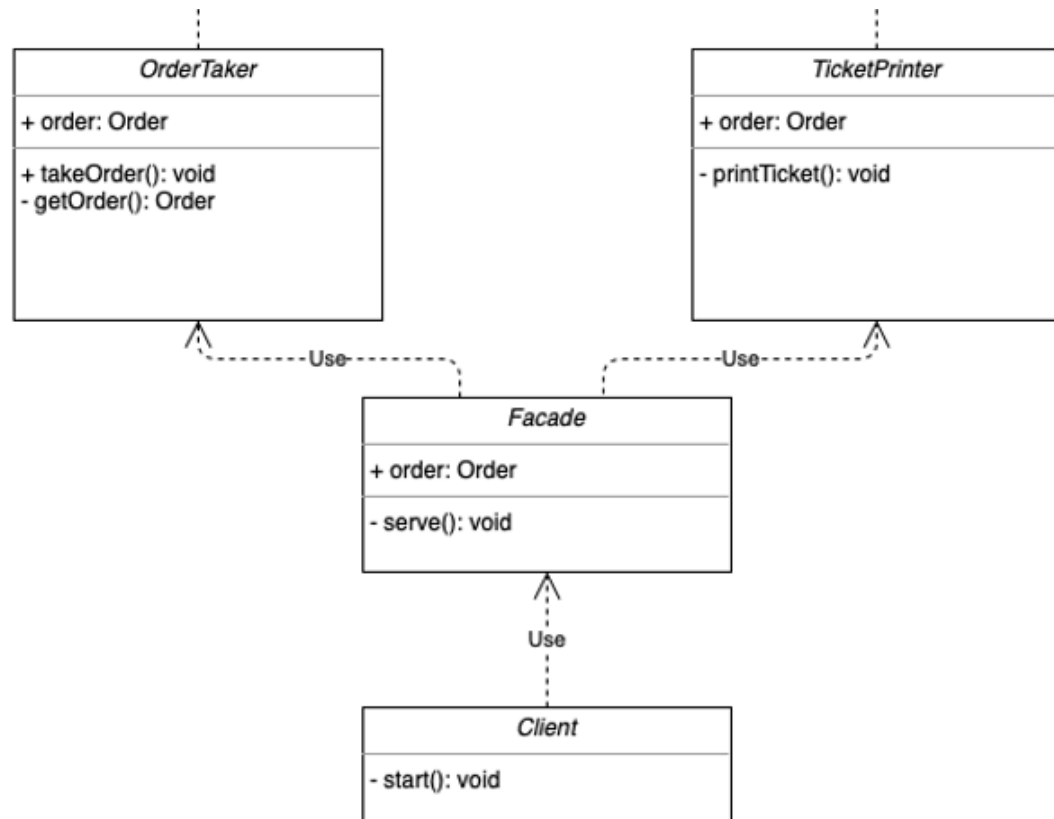 OrderTaker
+ order: Order
+ takeOrder(): void
- getOrder(): Order
TicketPrinter
+ order: Order
- printTicket(): void
Use
Use
Facade
+ order: Order
- serve(): void
Use
Client
- start(): void